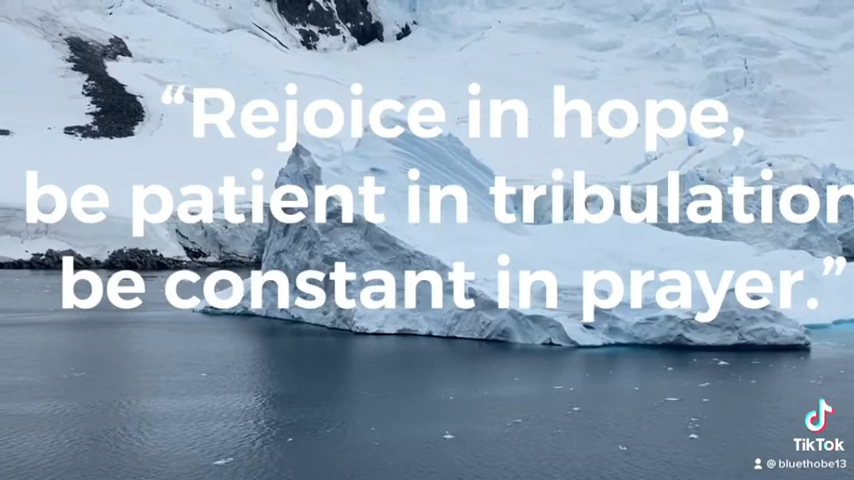 “Rejoice in hope,
be patient in tribulation
be constant in prayer.”
TikTok
@bluethobe13